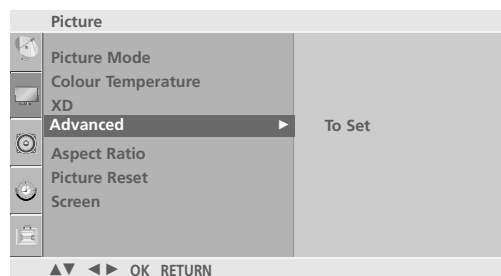 Picture
Picture Mode
Colour Temperature
XD
Advanced ► To Set
Aspect Ratio
Picture Reset
Screen
▲▼ ◄► OK RETURN